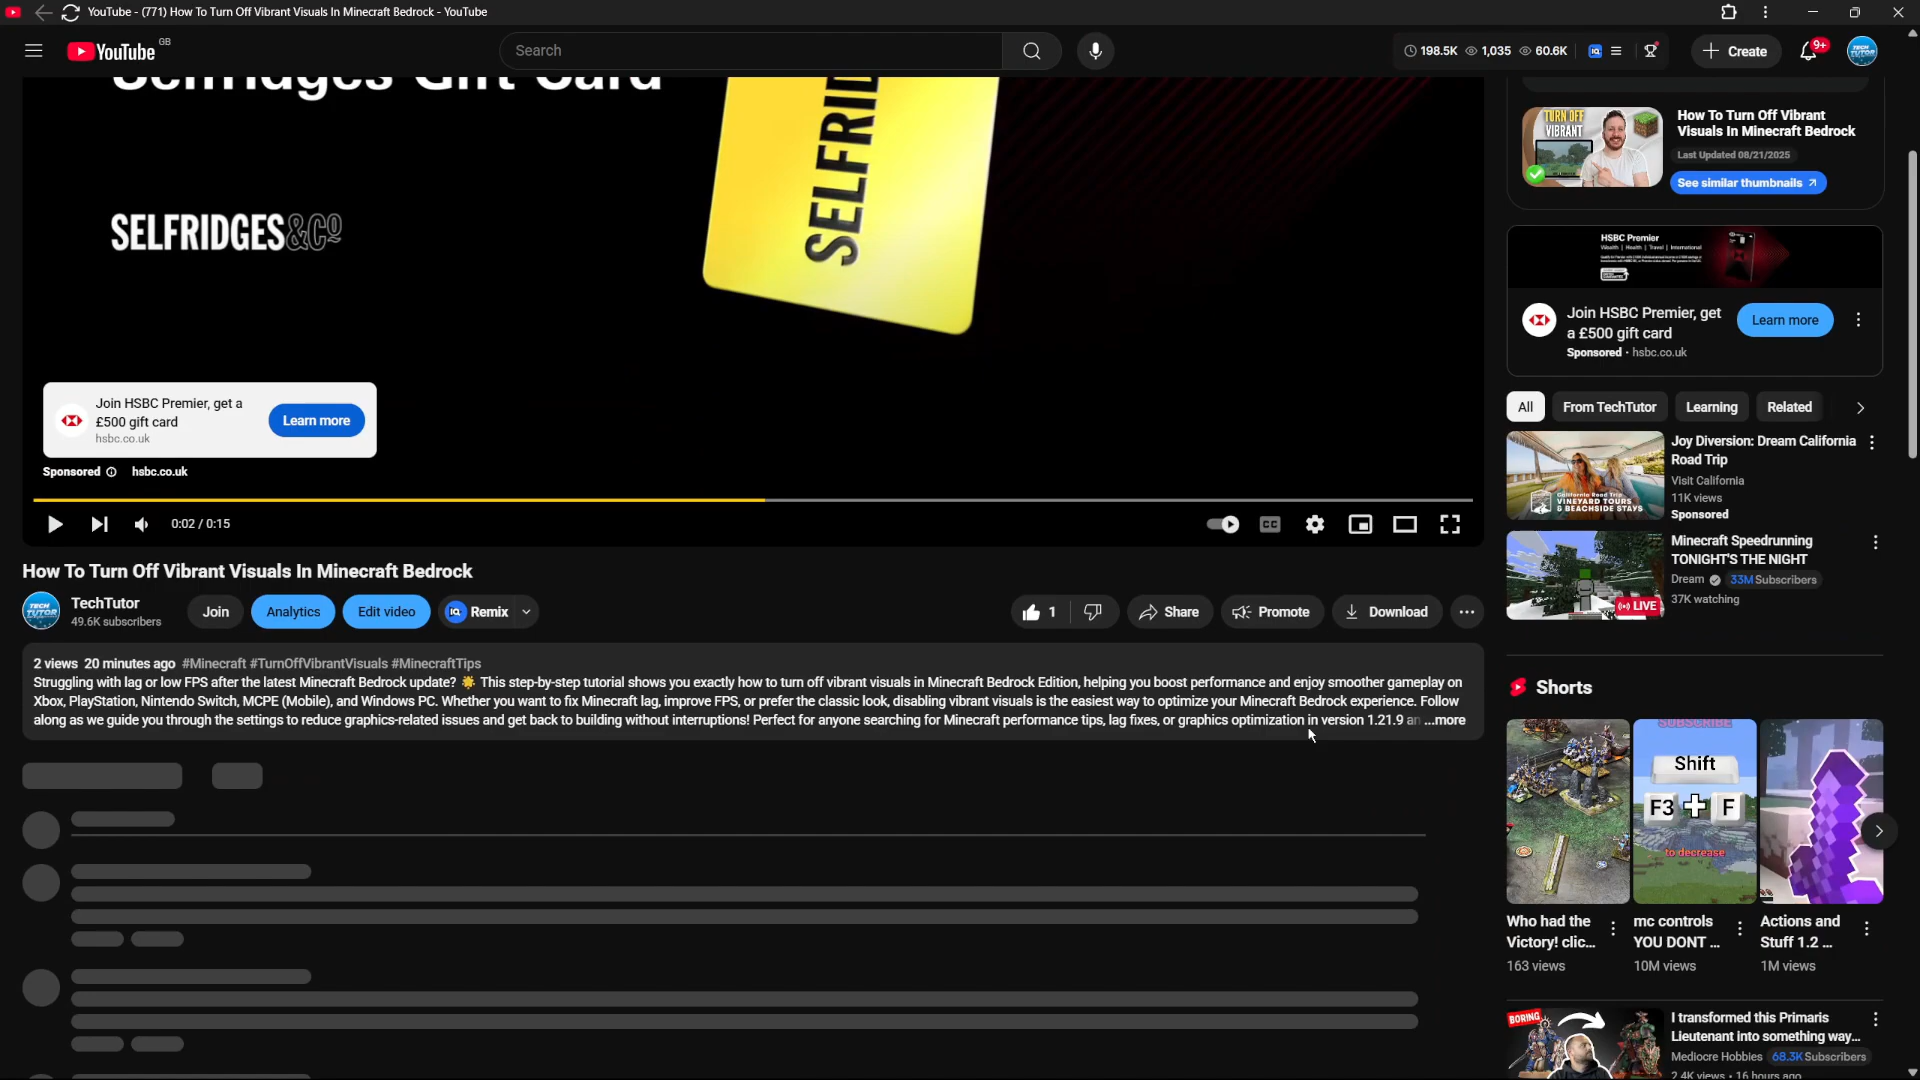 YouTube - (771) How To Turn Off Vibrant Visuals In Minecraft Bedrock - YouTube
YouTube GB
Search
198.5K 1,035 60.6K
Create
9+
Selfridges Gift Card
SELFRIDGES&Cº
SELFRID
Join HSBC Premier, get a
£500 gift card
hsbc.co.uk
Learn more
Sponsored hsbc.co.uk
0:02 / 0:15
CC
How To Turn Off Vibrant Visuals In Minecraft Bedrock
TECH TUTOR
TechTutor
49.6K subscribers
Join
Analytics
Edit video
Remix
1
Share
Promote
Download
2 views 20 minutes ago #Minecraft #TurnOffVibrantVisuals #MinecraftTips
Struggling with lag or low FPS after the latest Minecraft Bedrock update? 🌟 This step-by-step tutorial shows you exactly how to turn off vibrant visuals in Minecraft Bedrock Edition, helping you boost performance and enjoy smoother gameplay on
Xbox, PlayStation, Nintendo Switch, MCPE (Mobile), and Windows PC. Whether you want to fix Minecraft lag, improve FPS, or prefer the classic look, disabling vibrant visuals is the easiest way to optimize your Minecraft Bedrock experience. Follow
along as we guide you through the settings to reduce graphics-related issues and get back to building without interruptions! Perfect for anyone searching for Minecraft performance tips, lag fixes, or graphics optimization in version 1.21.9 an ...more
TURN OFF
VIBRANT
How To Turn Off Vibrant
Visuals In Minecraft Bedrock
Last Updated 08/21/2025
See similar thumbnails
HSBC Premier
Wealth | Health | Travel | International
Join HSBC Premier, get
a £500 gift card
Sponsored · hsbc.co.uk
Learn more
All
From TechTutor
Learning
Related
California Road Trip
VINEYARD TOURS
& BEACHSIDE STAYS
Joy Diversion: Dream California
Road Trip
Visit California
11K views
Sponsored
LIVE
Minecraft Speedrunning
TONIGHT'S THE NIGHT
Dream 33M Subscribers
37K watching
Shorts
SUBSCRIBE
Shift
F3 + F
to decrease
Who had the
Victory! clic...
163 views
mc controls
YOU DONT ...
10M views
Actions and
Stuff 1.2 ...
1M views
BORING
I transformed this Primaris
Lieutenant into something way...
Mediocre Hobbies 68.3K Subscribers
2.4K views · 16 hours ago